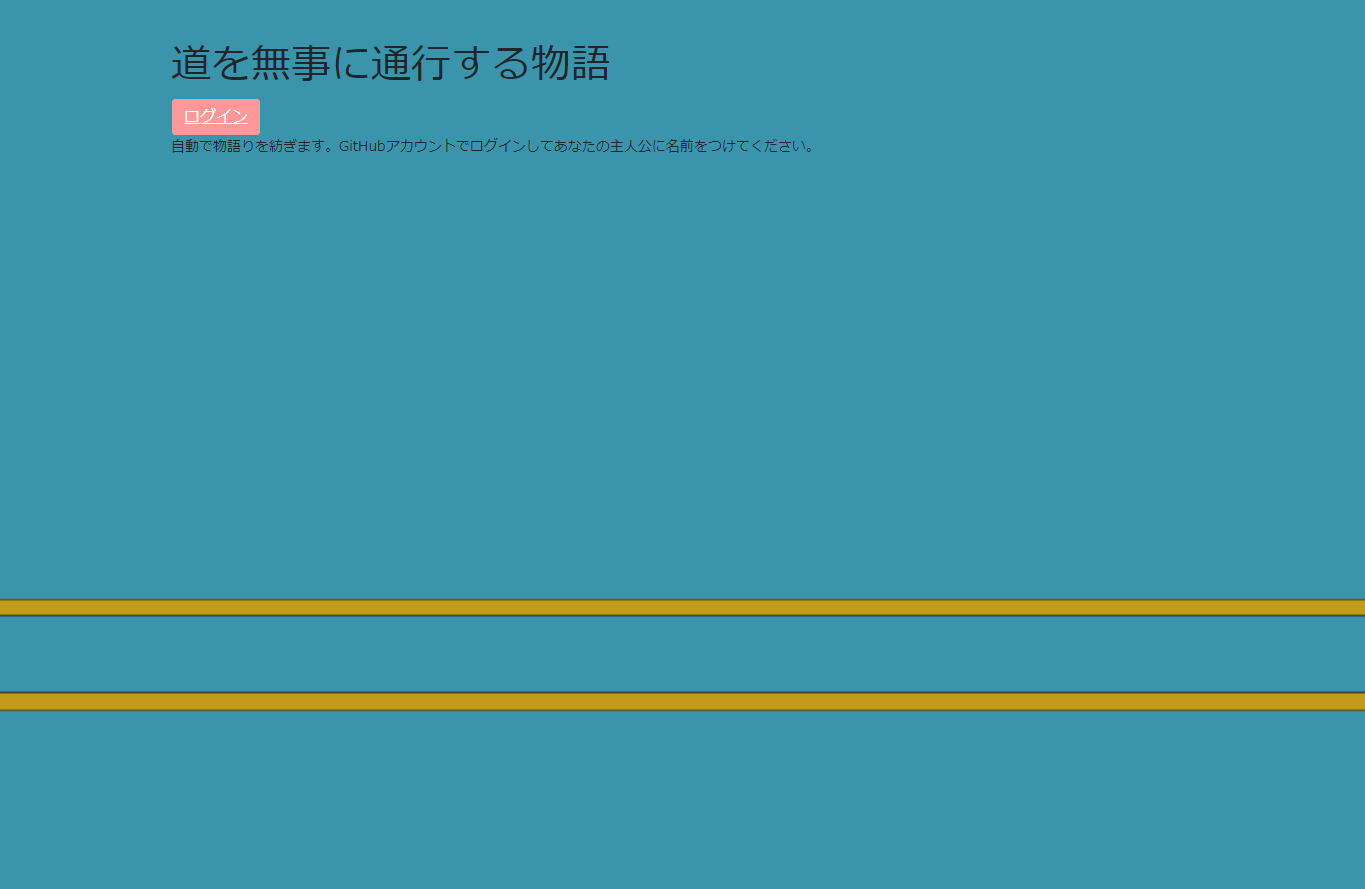 道を無事に通行する物語
ログイン
自動で物語りを紡ぎます。GitHubアカウントでログインしてあなたの主人公に名前をつけてください。